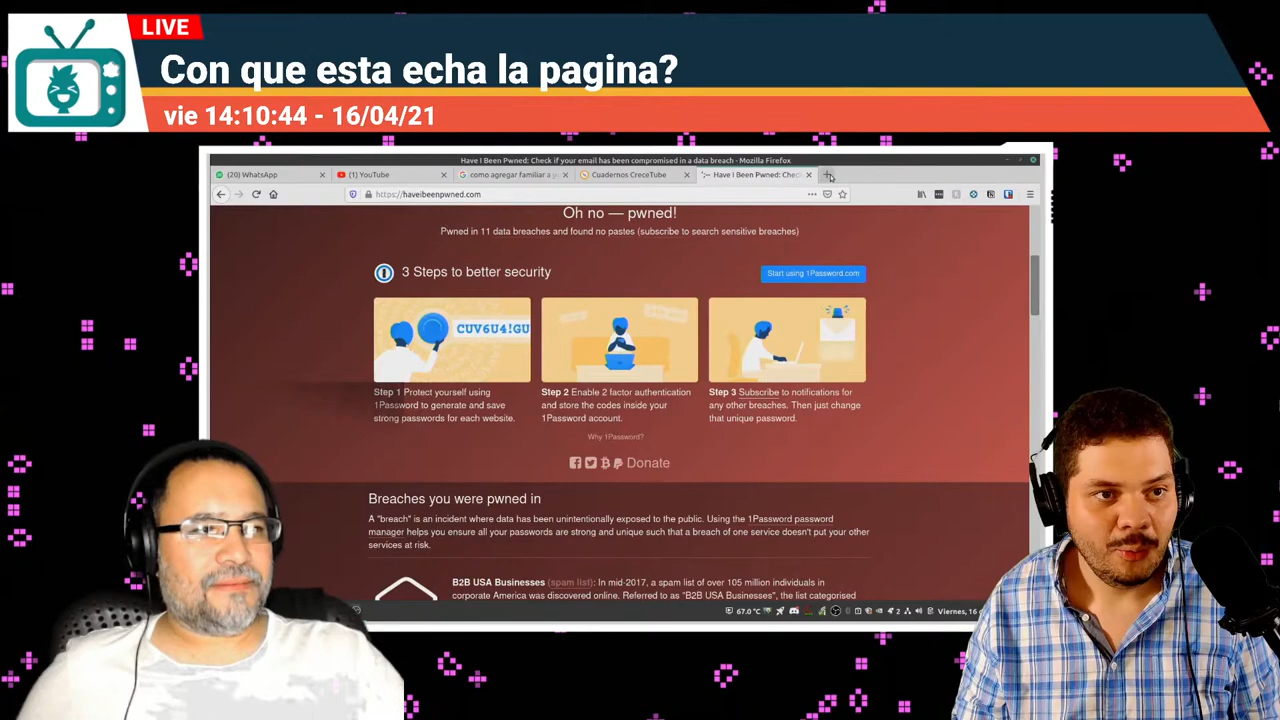 LIVE
Con que esta echa la pagina?
vie 14:10:44 - 16/04/21
Have I Been Pwned: Check if your email has been compromised in a data breach - Mozilla Firefox
(20) WhatsApp
(1) YouTube
como agregar familiar a
Cuadernos CreceTube
Have I Been Pwned: Chec
https://haveibeenpwned.com
Oh no — pwned!
Pwned in 11 data breaches and found no pastes (subscribe to search sensitive breaches)
3 Steps to better security
Start using 1Password.com
CUV6U4!GU
Step 1 Protect yourself using
1Password to generate and save
strong passwords for each website.
Step 2 Enable 2 factor authentication
and store the codes inside your
1Password account.
Step 3 Subscribe to notifications for
any other breaches. Then just change
that unique password.
Why 1Password?
Donate
Breaches you were pwned in
A "breach" is an incident where data has been unintentionally exposed to the public. Using the 1Password password
manager helps you ensure all your passwords are strong and unique such that a breach of one service doesn't put your other
services at risk.
B2B USA Businesses (spam list): In mid-2017, a spam list of over 105 million individuals in
corporate America was discovered online. Referred to as "B2B USA Businesses", the list categorised
67.0 °C
2
Viernes, 16